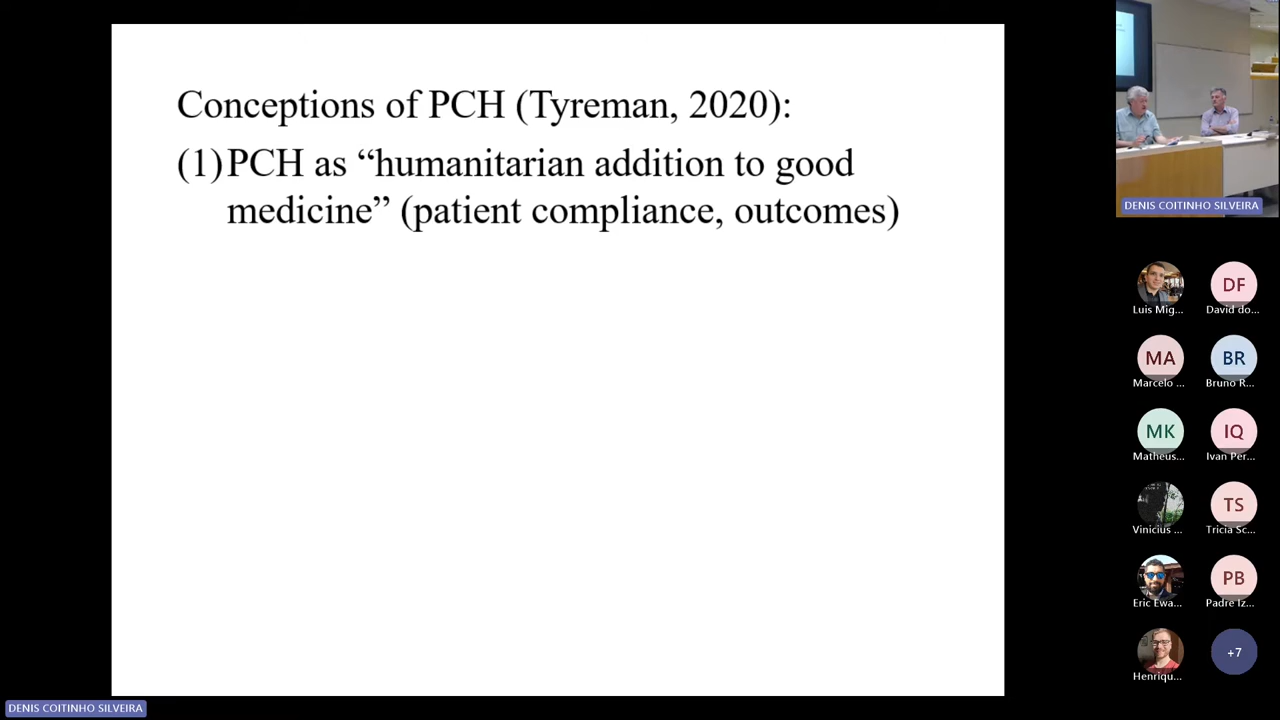 Conceptions of PCH (Tyreman, 2020):
(1) PCH as “humanitarian addition to good
medicine” (patient compliance, outcomes)
DENIS COITINHO SILVEIRA
Luis Mig...
DF
David do...
MA
Marcelo ...
BR
Bruno R...
MK
Matheus...
IQ
Ivan Per...
Vinicius ...
TS
Tricia Sc...
Eric Ewa...
PB
Padre Iz...
Henriqu...
+7
DENIS COITINHO SILVEIRA